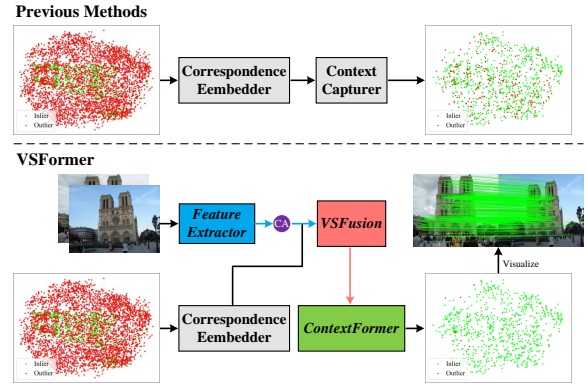 Previous Methods
Correspondence
Eembedder
Context
Capturer
Inlier
Outlier
Inlier
Outlier
VSFormer
Feature
Extractor
CA
VSFusion
Visualize
Correspondence
Eembedder
ContextFormer
Inlier
Outlier
Inlier
Outlier